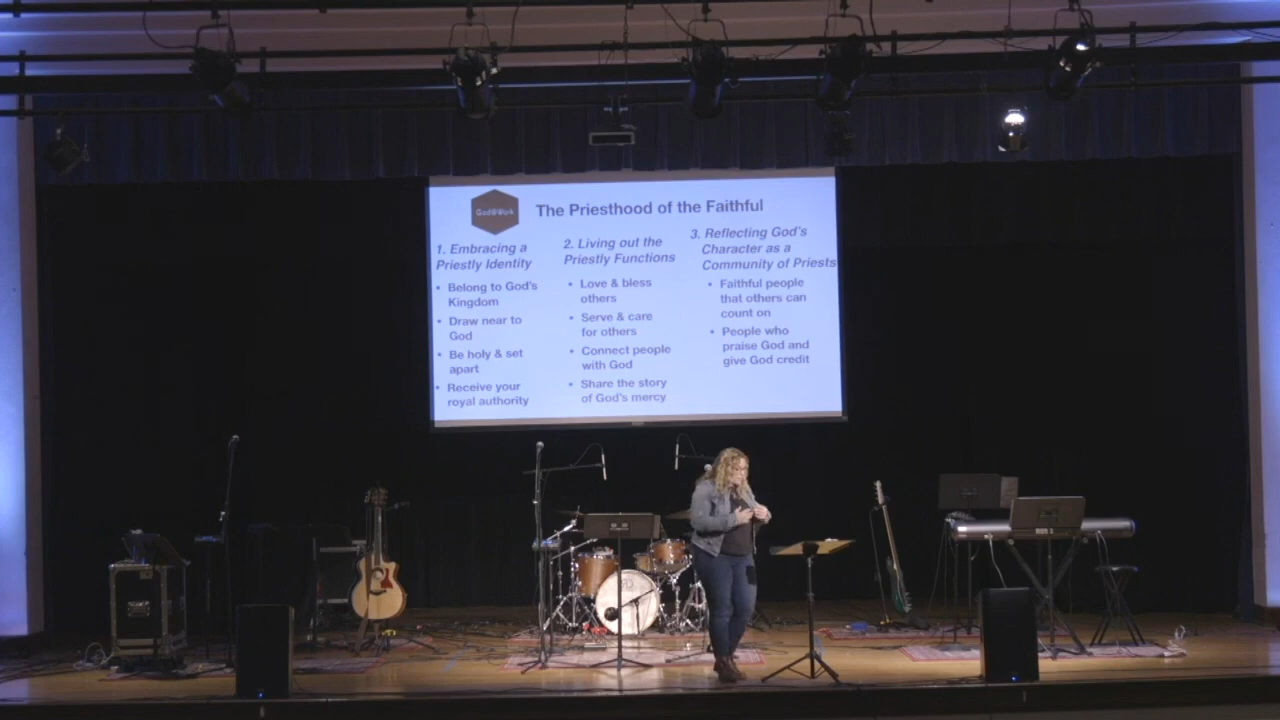 God@Work
The Priesthood of the Faithful
1. Embracing a
Priestly Identity
• Belong to God's
Kingdom
• Draw near to
God
• Be holy & set
apart
• Receive your
royal authority
2. Living out the
Priestly Functions
• Love & bless
others
• Serve & care
for others
• Connect people
with God
• Share the story
of God's mercy
3. Reflecting God's
Character as a
Community of Priests
• Faithful people
that others can
count on
• People who
praise God and
give God credit